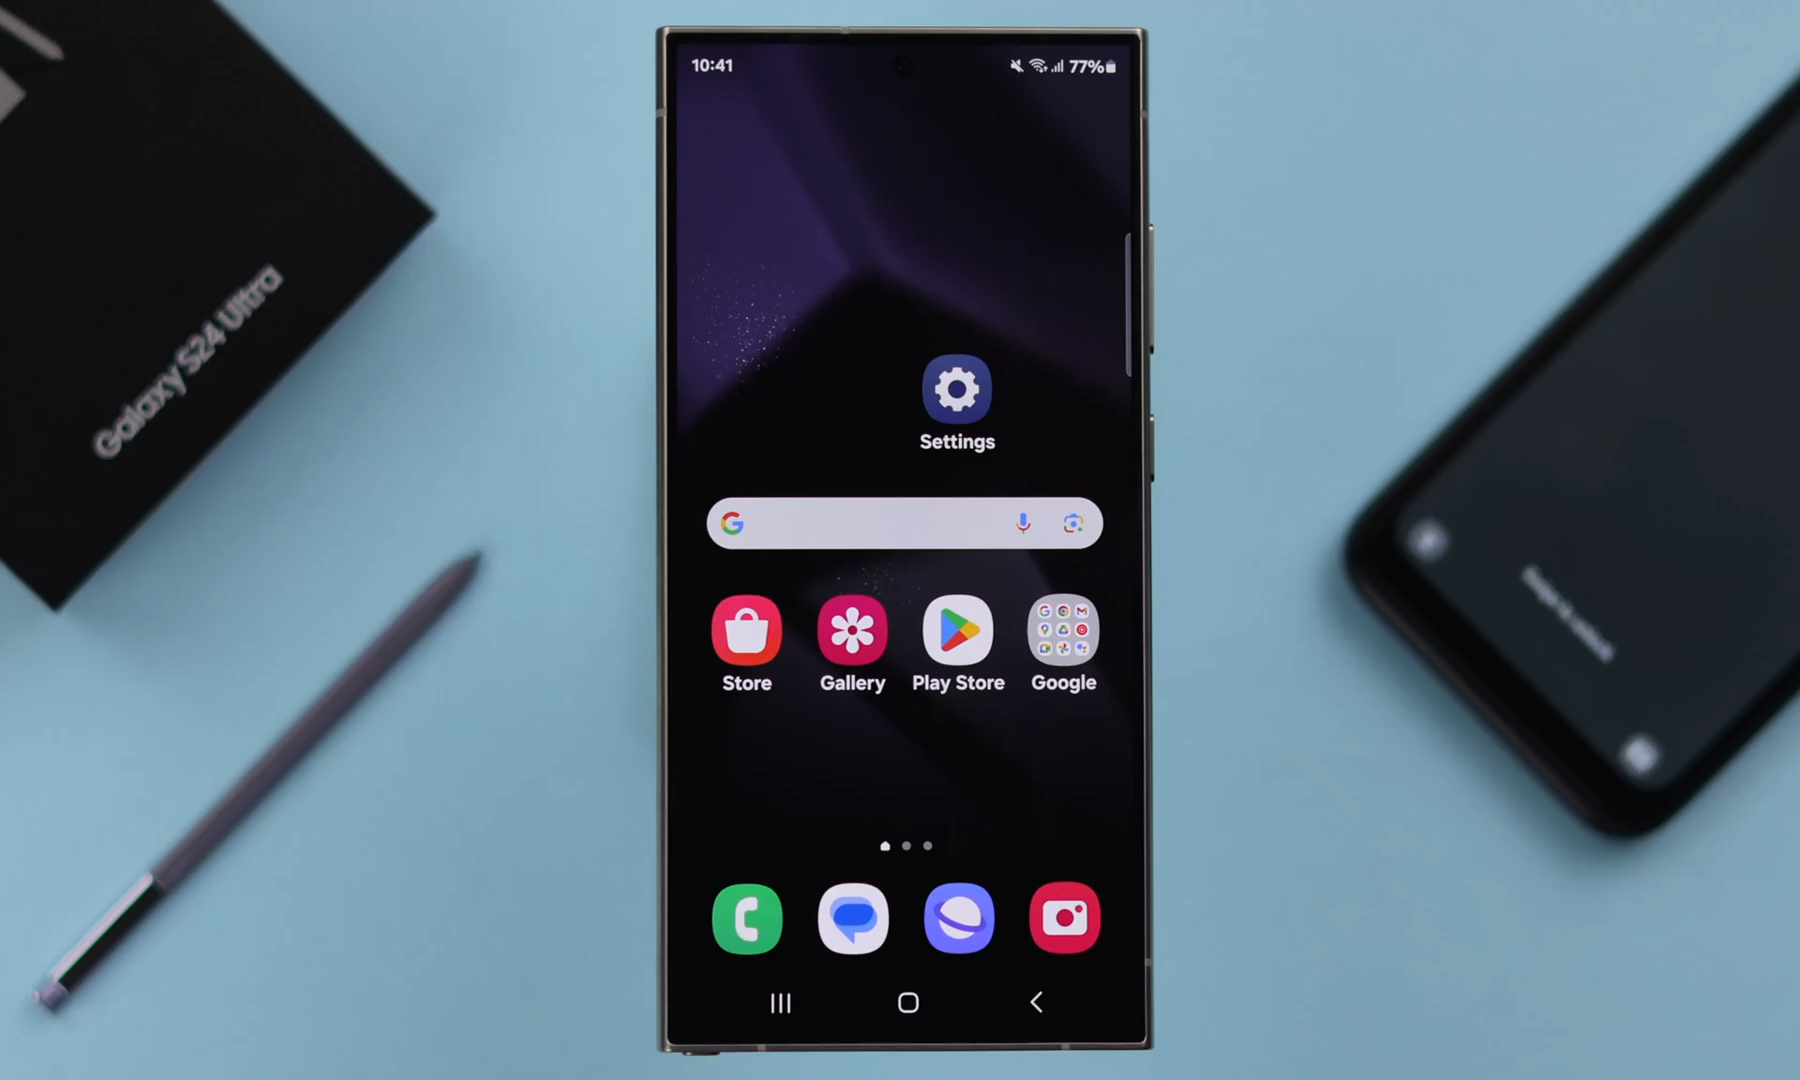 Galaxy S24 Ultra
10:41
77%
Settings
Store
Gallery
Play Store
Google